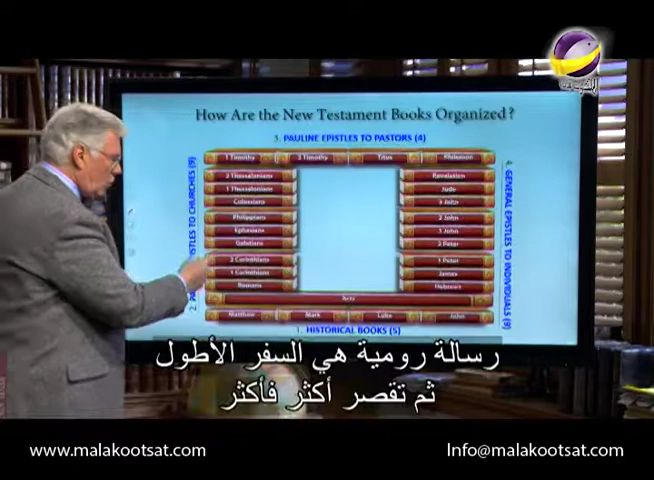 How Are the New Testament Books Organized?
3. PAULINE EPISTLES TO PASTORS (4)
1 Timothy 2 Timothy Titus Philemon
2 Thessalonians
1 Thessalonians
Colossians
Philippians
Ephesians
Galatians
2 Corinthians
1 Corinthians
Romans
Revelation
Jude
3 John
2 John
1 John
2 Peter
1 Peter
James
Hebrews
Acts
Matthew Mark Luke John
1. HISTORICAL BOOKS (5)
ISTLES TO CHURCHES (9)
4. GENERAL EPISTLES TO INDIVIDUALS (9)
رسالة رومية هي السفر الأطول
ثم تقصر أكثر فأكثر
www.malakootsat.com
Info@malakootsat.com